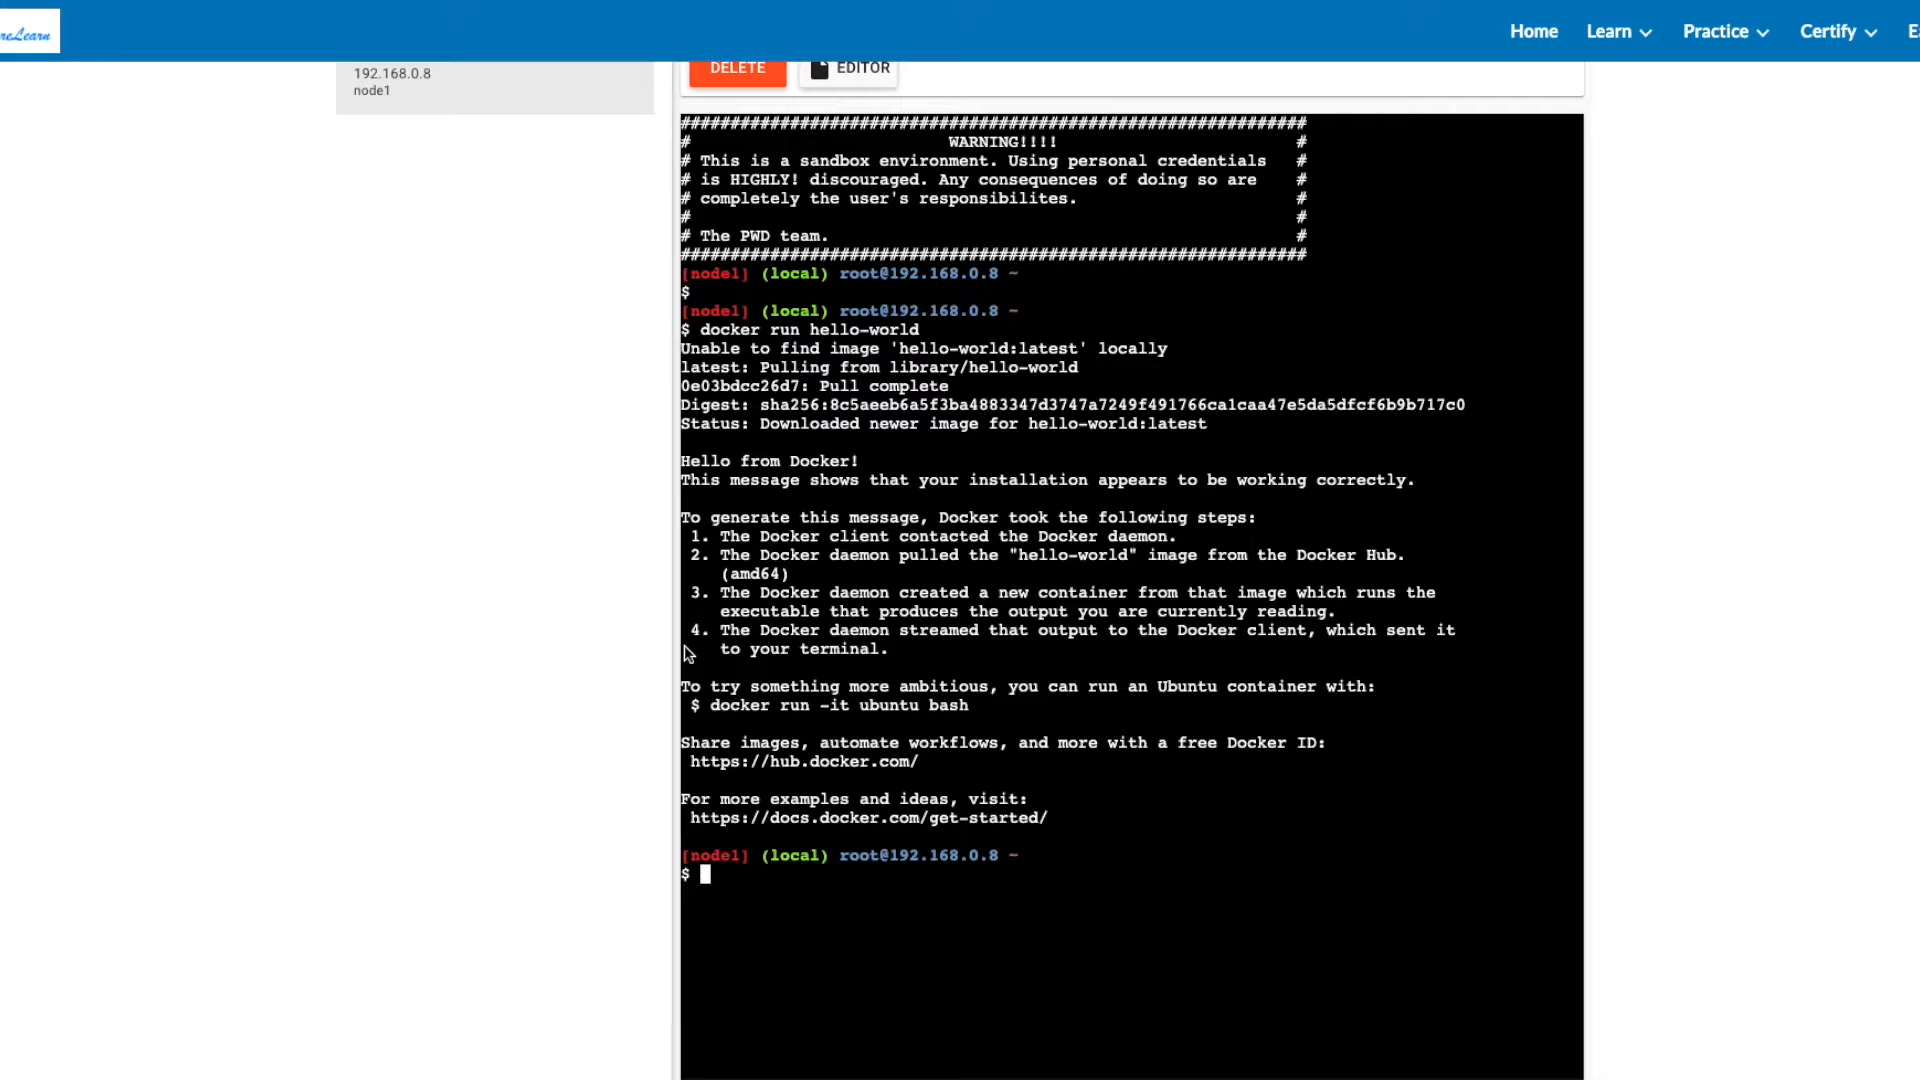 reLearn
Home
Learn
Practice
Certify
192.168.0.8
node1
DELETE
EDITOR
###############################################################
# WARNING!!!! #
# This is a sandbox environment. Using personal credentials #
# is HIGHLY! discouraged. Any consequences of doing so are #
# completely the user's responsibilites. #
# #
# The PWD team. #
###############################################################
[node1] (local) root@192.168.0.8 ~
$
[node1] (local) root@192.168.0.8 ~
$ docker run hello-world
Unable to find image 'hello-world:latest' locally
latest: Pulling from library/hello-world
0e03bdcc26d7: Pull complete
Digest: sha256:8c5aeeb6a5f3ba4883347d3747a7249f491766ca1caa47e5da5dfcf6b9b717c0
Status: Downloaded newer image for hello-world:latest
Hello from Docker!
This message shows that your installation appears to be working correctly.
To generate this message, Docker took the following steps:
1. The Docker client contacted the Docker daemon.
2. The Docker daemon pulled the "hello-world" image from the Docker Hub.
(amd64)
3. The Docker daemon created a new container from that image which runs the
executable that produces the output you are currently reading.
4. The Docker daemon streamed that output to the Docker client, which sent it
to your terminal.
To try something more ambitious, you can run an Ubuntu container with:
$ docker run -it ubuntu bash
Share images, automate workflows, and more with a free Docker ID:
https://hub.docker.com/
For more examples and ideas, visit:
https://docs.docker.com/get-started/
[node1] (local) root@192.168.0.8 ~
$